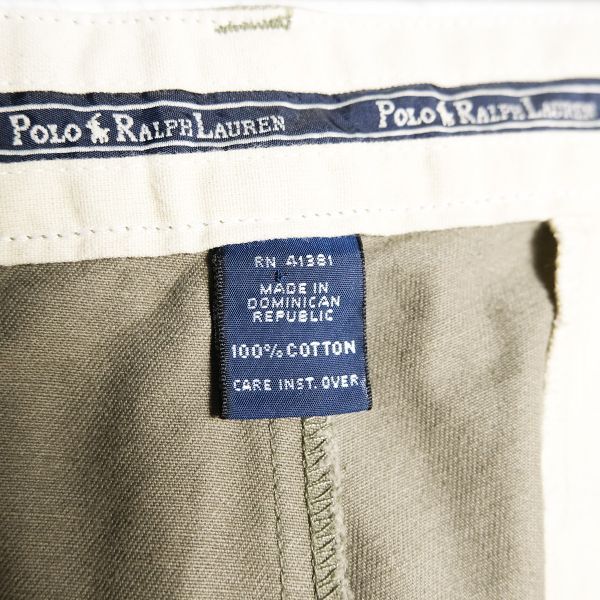 POLO RALPH LAUREN POLO RALPH LAUREN
RN 41381
MADE IN
DOMINICAN
REPUBLIC
100% COTTON
CARE INST. OVER